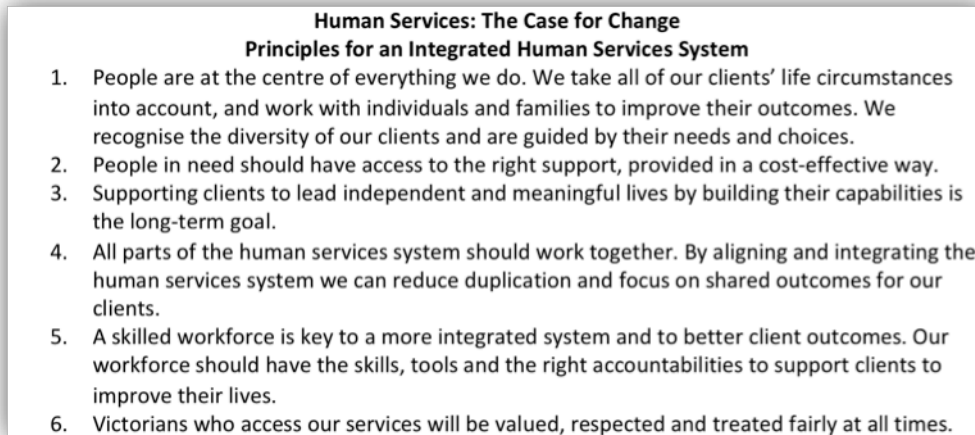 Human Services: The Case for Change
Principles for an Integrated Human Services System
1. People are at the centre of everything we do. We take all of our clients’ life circumstances
into account, and work with individuals and families to improve their outcomes. We
recognise the diversity of our clients and are guided by their needs and choices.
2. People in need should have access to the right support, provided in a cost-effective way.
3. Supporting clients to lead independent and meaningful lives by building their capabilities is
the long-term goal.
4. All parts of the human services system should work together. By aligning and integrating the
human services system we can reduce duplication and focus on shared outcomes for our
clients.
5. A skilled workforce is key to a more integrated system and to better client outcomes. Our
workforce should have the skills, tools and the right accountabilities to support clients to
improve their lives.
6. Victorians who access our services will be valued, respected and treated fairly at all times.